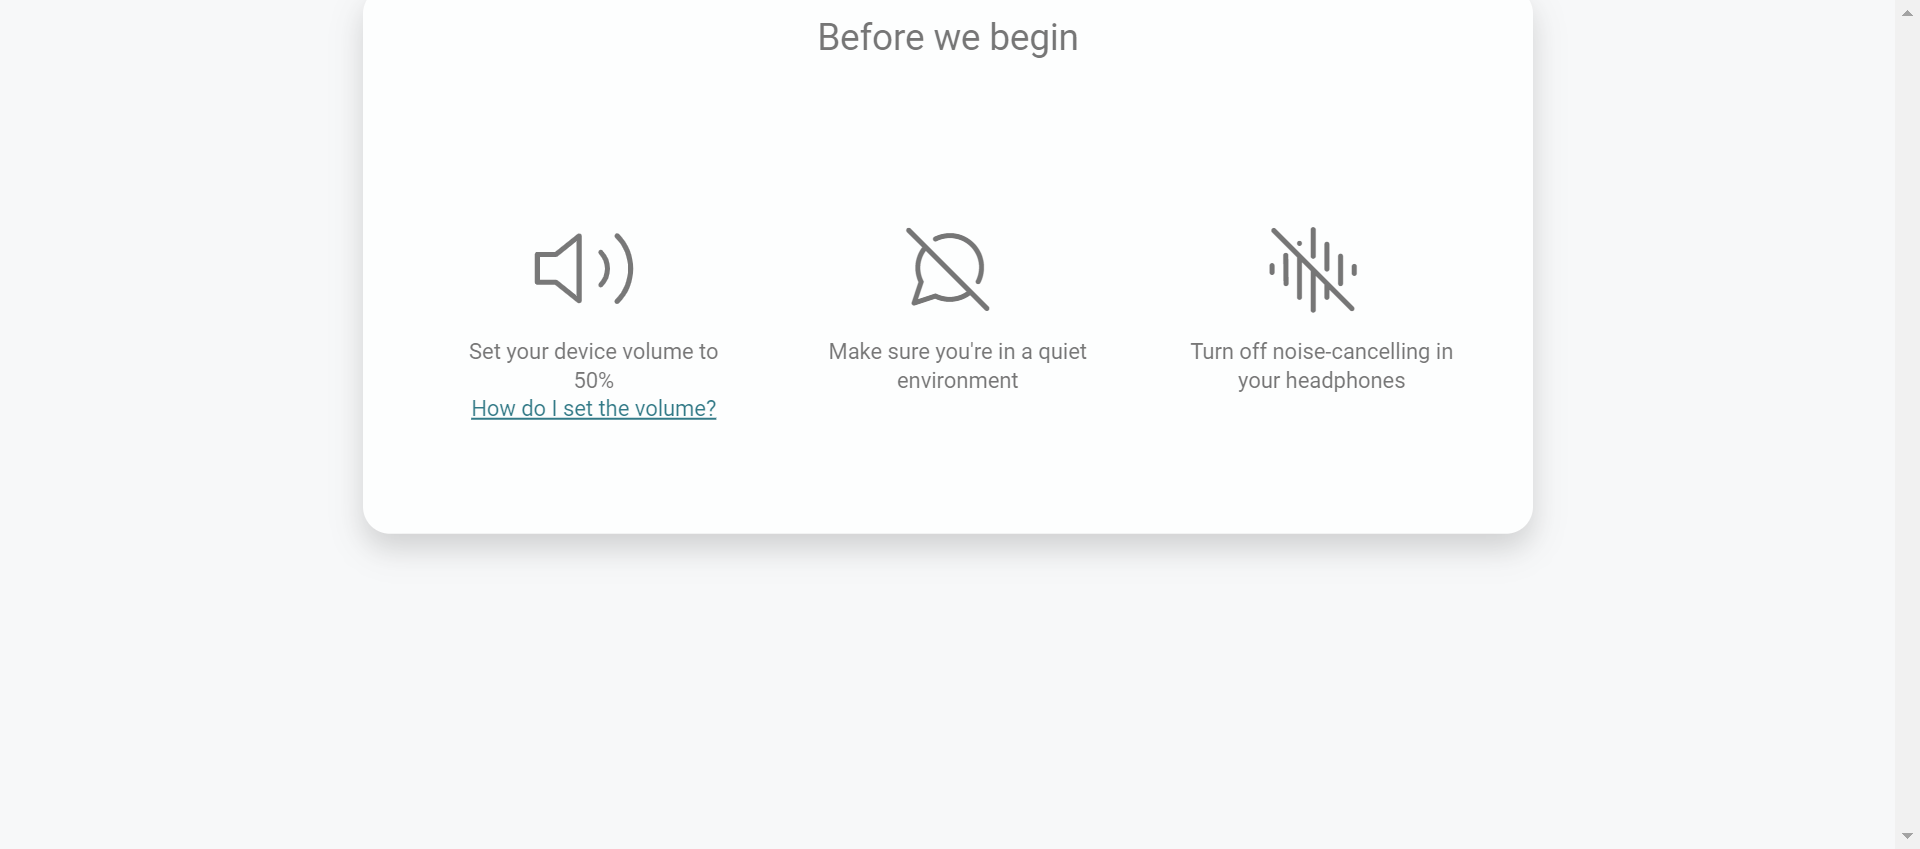 Before we begin
Set your device volume to
50%
How do I set the volume?
Make sure you're in a quiet
environment
Turn off noise-cancelling in
your headphones